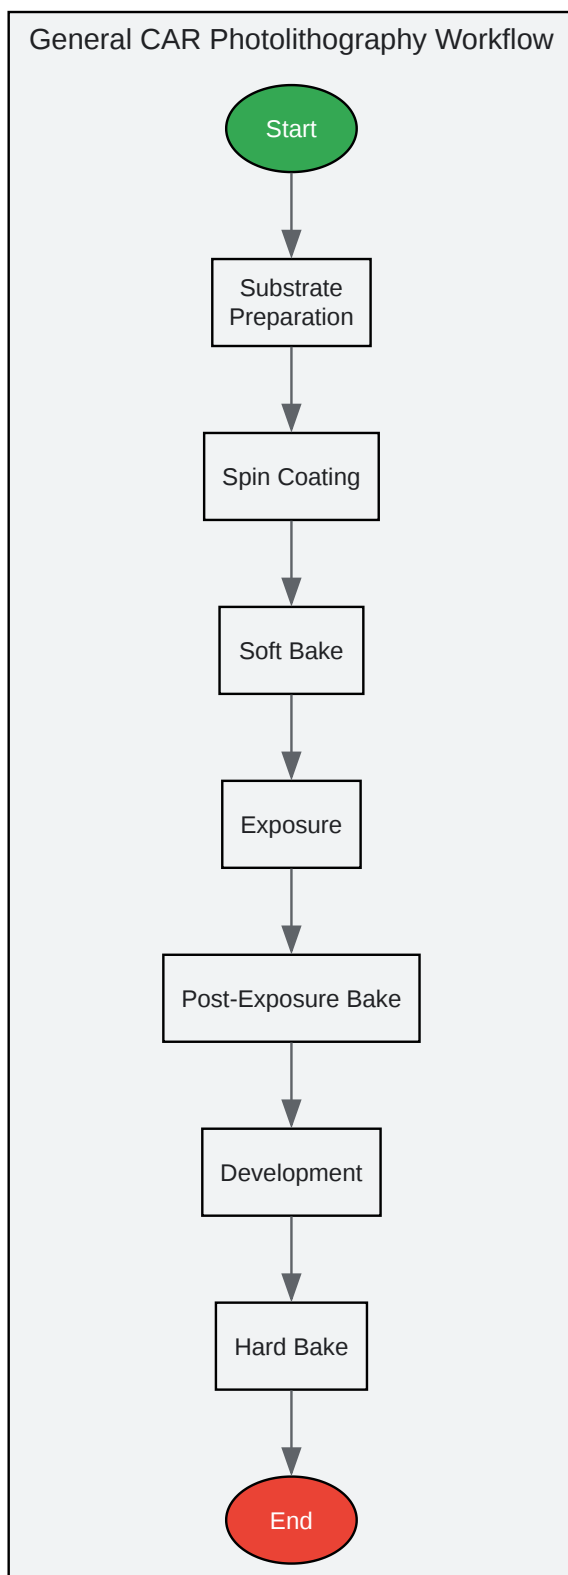 General CAR Photolithography Workflow
Start
Substrate
Preparation
Spin Coating
Soft Bake
Exposure
Post-Exposure Bake
Development
Hard Bake
End